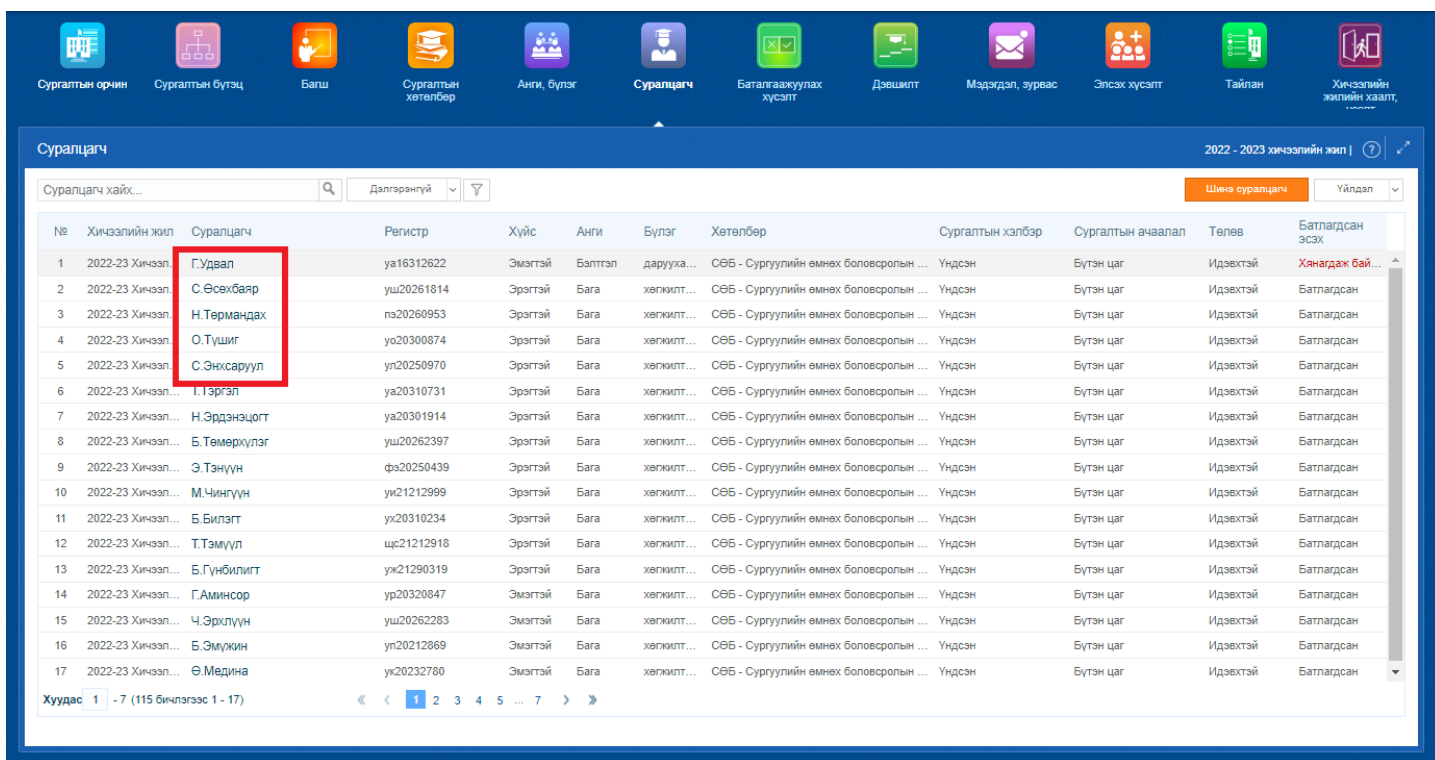 Сургалтын орчин
Сургалтын бүтэц
Багш
Сургалтын
хөтөлбөр
Анги, бүлэг
Суралцагч
Баталгаажуулах
хүсэлт
Дэвшилт
Мэдэгдэл, зурвас
Элсэх хүсэлт
Тайлан
Хичээлийн
жилийн хаалт,
Суралцагч
2022 - 2023 хичээлийн жил |
Суралцагч хайх...
Дэлгэрэнгүй
Шинэ суралцагч
Үйлдэл
№ Хичээлийн жил Суралцагч Регистр Хүйс Анги Бүлэг Хөтөлбөр Сургалтын хэлбэр Сургалтын ачаалал Төлөв Батлагдсан
эсэх
1 2022-23 Хичээл... Г.Удвал уа16312622 Эмэгтэй Бэлтгэл даруухa... СӨБ - Сургуулийн өмнөх боловсролын ... Үндсэн Бүтэн цаг Идэвхтэй Хянагдаж бай...
2 2022-23 Хичээл... С.Өсөхбаяр уш20261814 Эрэгтэй Бага хөгжилт... СӨБ - Сургуулийн өмнөх боловсролын ... Үндсэн Бүтэн цаг Идэвхтэй Батлагдсан
3 2022-23 Хичээл... Н.Төрмандах пэ20260953 Эрэгтэй Бага хөгжилт... СӨБ - Сургуулийн өмнөх боловсролын ... Үндсэн Бүтэн цаг Идэвхтэй Батлагдсан
4 2022-23 Хичээл... О.Түшиг уо20300874 Эрэгтэй Бага хөгжилт... СӨБ - Сургуулийн өмнөх боловсролын ... Үндсэн Бүтэн цаг Идэвхтэй Батлагдсан
5 2022-23 Хичээл... С.Энхсаруул уп20250970 Эрэгтэй Бага хөгжилт... СӨБ - Сургуулийн өмнөх боловсролын ... Үндсэн Бүтэн цаг Идэвхтэй Батлагдсан
6 2022-23 Хичээл... Т.Тэргэл уа20310731 Эрэгтэй Бага хөгжилт... СӨБ - Сургуулийн өмнөх боловсролын ... Үндсэн Бүтэн цаг Идэвхтэй Батлагдсан
7 2022-23 Хичээл... Н.Эрдэнэцогт уа20301914 Эрэгтэй Бага хөгжилт... СӨБ - Сургуулийн өмнөх боловсролын ... Үндсэн Бүтэн цаг Идэвхтэй Батлагдсан
8 2022-23 Хичээл... Б.Төмөрхүлэг уш20262397 Эрэгтэй Бага хөгжилт... СӨБ - Сургуулийн өмнөх боловсролын ... Үндсэн Бүтэн цаг Идэвхтэй Батлагдсан
9 2022-23 Хичээл... Э.Тэнүүн фэ20250439 Эрэгтэй Бага хөгжилт... СӨБ - Сургуулийн өмнөх боловсролын ... Үндсэн Бүтэн цаг Идэвхтэй Батлагдсан
10 2022-23 Хичээл... М.Чингүүн уи21212999 Эрэгтэй Бага хөгжилт... СӨБ - Сургуулийн өмнөх боловсролын ... Үндсэн Бүтэн цаг Идэвхтэй Батлагдсан
11 2022-23 Хичээл... Б.Билэгт ух20310234 Эрэгтэй Бага хөгжилт... СӨБ - Сургуулийн өмнөх боловсролын ... Үндсэн Бүтэн цаг Идэвхтэй Батлагдсан
12 2022-23 Хичээл... Т.Тэмүүл щс21212918 Эрэгтэй Бага хөгжилт... СӨБ - Сургуулийн өмнөх боловсролын ... Үндсэн Бүтэн цаг Идэвхтэй Батлагдсан
13 2022-23 Хичээл... Б.Гүнбилигт уж21290319 Эрэгтэй Бага хөгжилт... СӨБ - Сургуулийн өмнөх боловсролын ... Үндсэн Бүтэн цаг Идэвхтэй Батлагдсан
14 2022-23 Хичээл... Г.Аминсор ур20320847 Эмэгтэй Бага хөгжилт... СӨБ - Сургуулийн өмнөх боловсролын ... Үндсэн Бүтэн цаг Идэвхтэй Батлагдсан
15 2022-23 Хичээл... Ч.Эрхлүүн уш20262283 Эмэгтэй Бага хөгжилт... СӨБ - Сургуулийн өмнөх боловсролын ... Үндсэн Бүтэн цаг Идэвхтэй Батлагдсан
16 2022-23 Хичээл... Б.Эмүжин уп20212869 Эмэгтэй Бага хөгжилт... СӨБ - Сургуулийн өмнөх боловсролын ... Үндсэн Бүтэн цаг Идэвхтэй Батлагдсан
17 2022-23 Хичээл... Ө.Медина ук20232780 Эмэгтэй Бага хөгжилт... СӨБ - Сургуулийн өмнөх боловсролын ... Үндсэн Бүтэн цаг Идэвхтэй Батлагдсан
Хуудас 1 - 7 (115 бичлэгээс 1 - 17) 1 2 3 4 5 ... 7